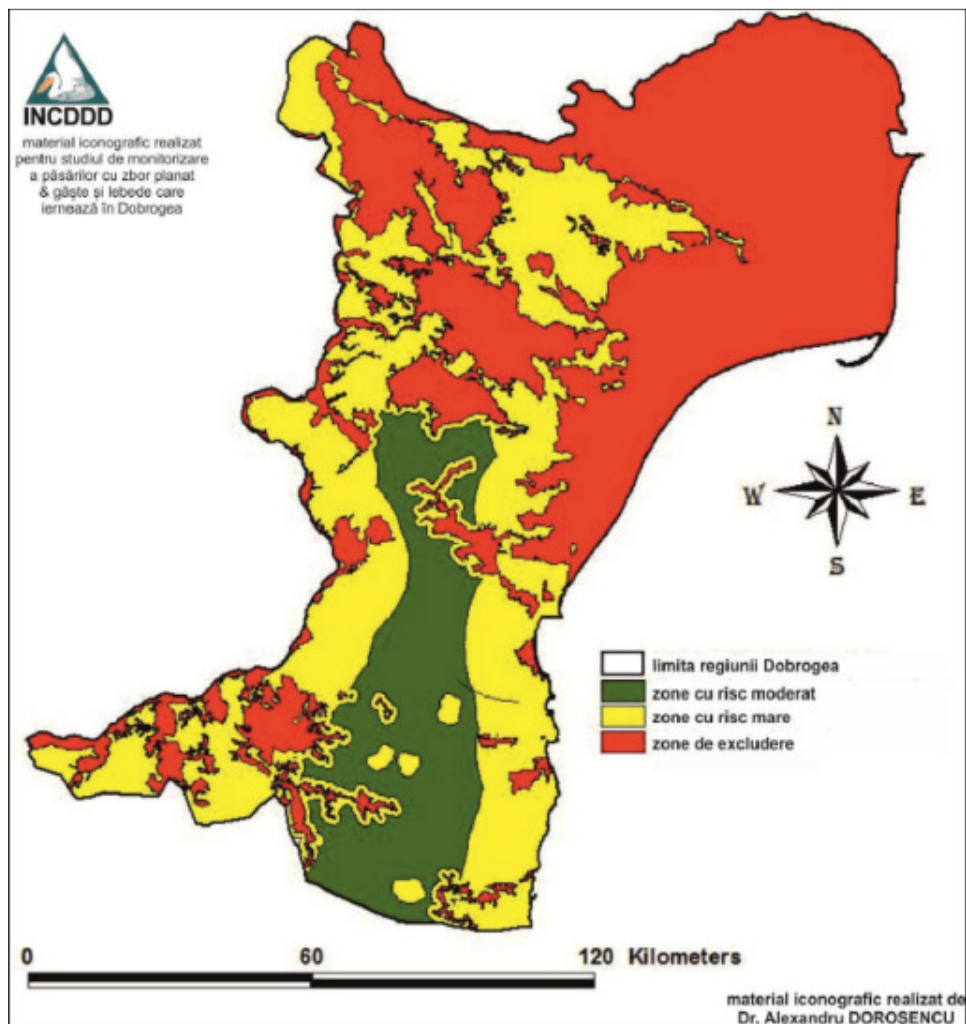 INCDDD
material iconografic realizat
pentru studiul de monitorizare
a păsărilor cu zbor planat
& gâște și lebede care
iernează în Dobrogea
N
W E
S
limita regiunii Dobrogea
zone cu risc moderat
zone cu risc mare
zone de excludere
0 60 120 Kilometers
material iconografic realizat de
Dr. Alexandru DOROSENCU